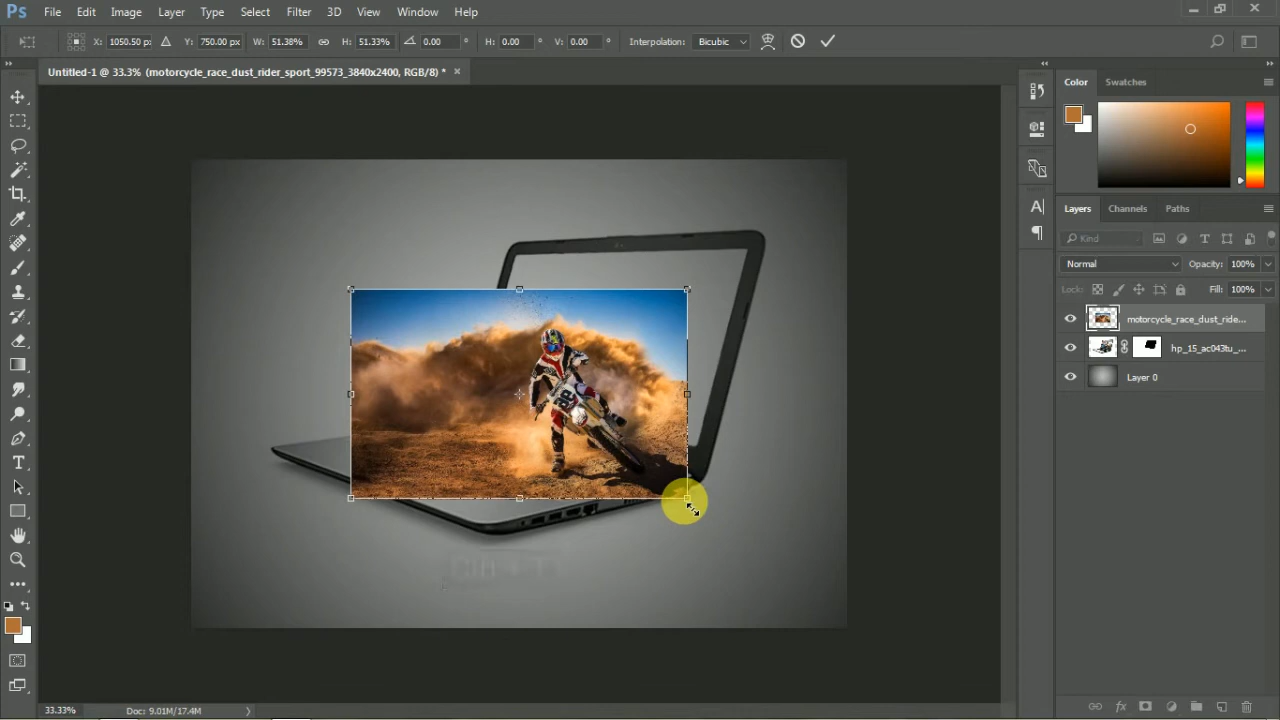 Ps File Edit Image Layer Type Select Filter 3D View Window Help
X: 1050.50 px Y: 750.00 px W: 51.38% H: 51.33% 0.00 ° H: 0.00 ° V: 0.00 ° Interpolation: Bicubic
Untitled-1 @ 33.3% (motorcycle_race_dust_rider_sport_99573_3840x2400, RGB/8) * ×
Color Swatches
Layers Channels Paths
Kind
Normal Opacity: 100%
Lock: Fill: 100%
motorcycle_race_dust_ride...
hp_15_ac043tu_...
Layer 0
33.33% Doc: 9.01M/17.4M